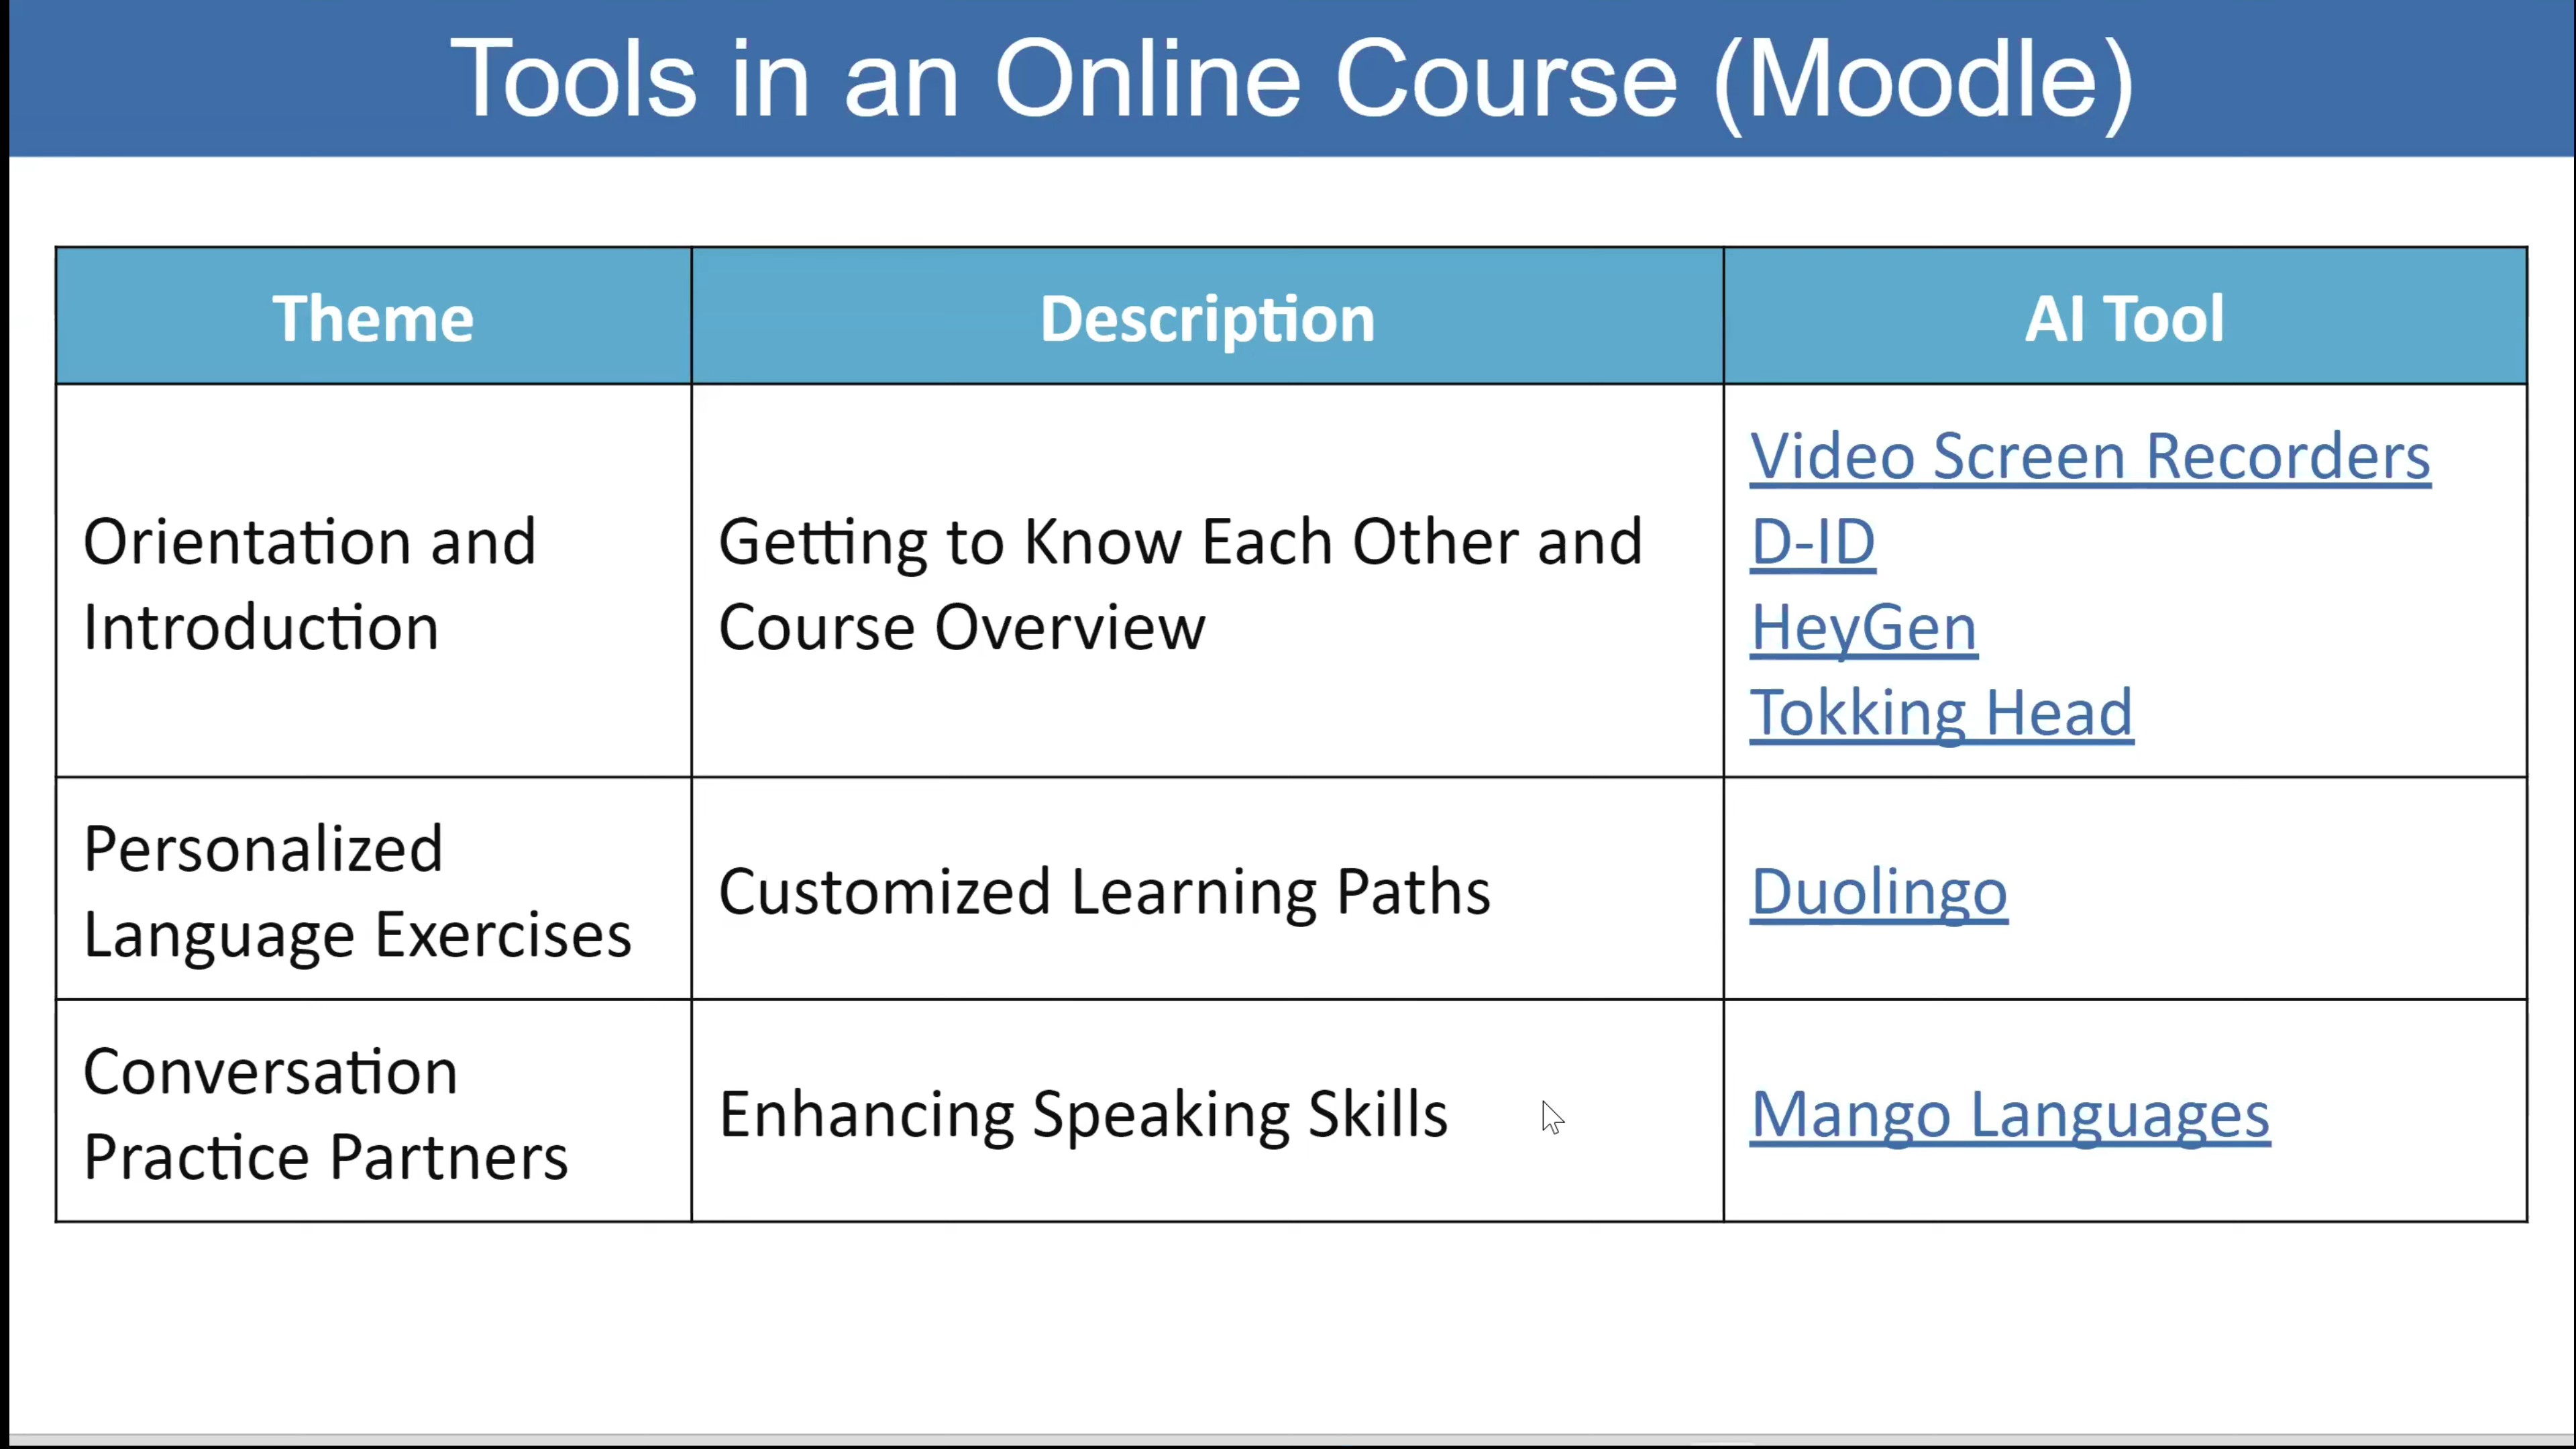 Tools in an Online Course (Moodle)
Theme
Description
AI Tool
Orientation and
Introduction
Getting to Know Each Other and
Course Overview
Video Screen Recorders
D-ID
HeyGen
Tokking Head
Personalized
Language Exercises
Customized Learning Paths
Duolingo
Conversation
Practice Partners
Enhancing Speaking Skills
Mango Languages